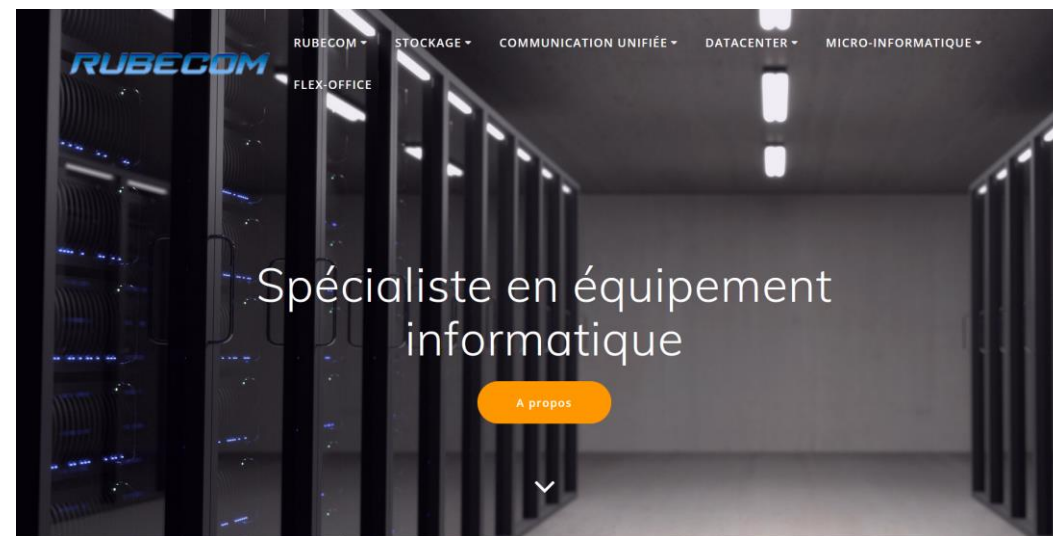 RUBECOM
RUBECOM STOCKAGE COMMUNICATION UNIFIÉE DATACENTER MICRO-INFORMATIQUE
FLEX-OFFICE
Spécialiste en équipement
informatique
A propos